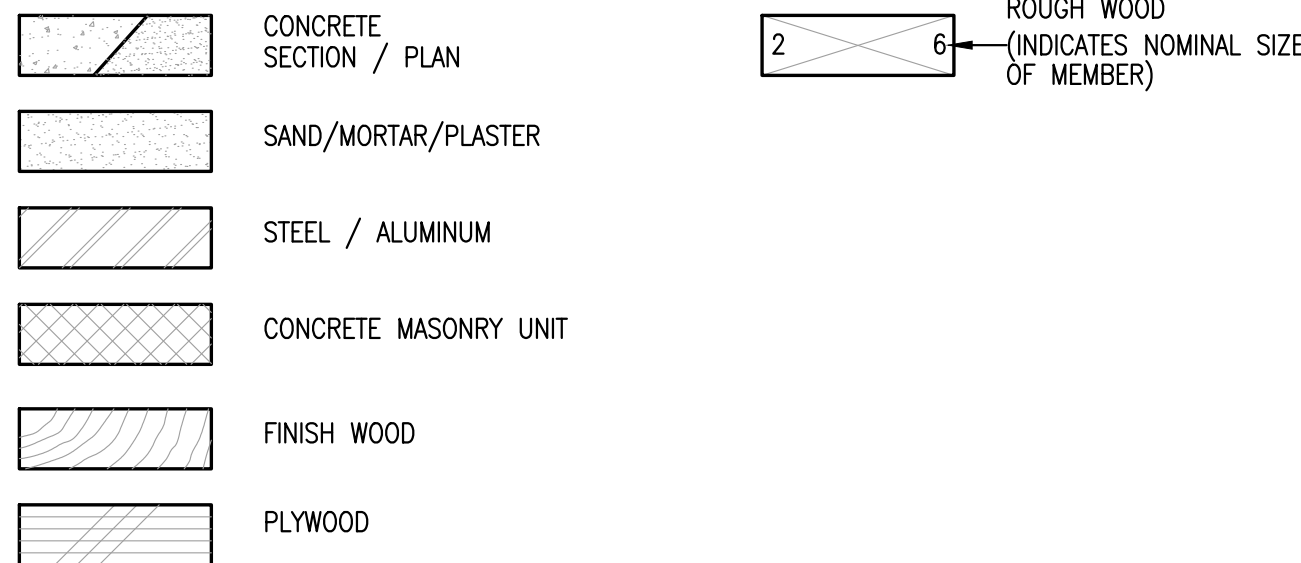 CONCRETE
SECTION / PLAN
SAND/MORTAR/PLASTER
STEEL / ALUMINUM
CONCRETE MASONRY UNIT
FINISH WOOD
PLYWOOD
2 6
ROUGH WOOD
(INDICATES NOMINAL SIZE
OF MEMBER)